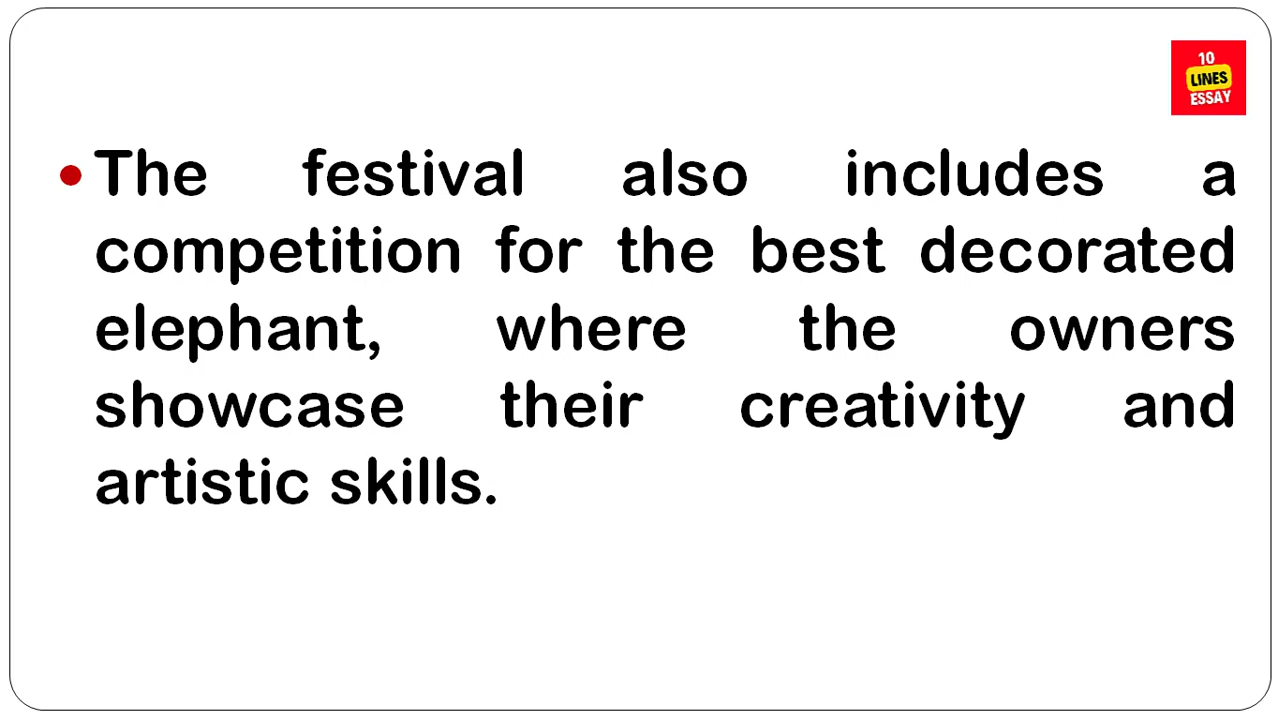 10
LINES
ESSAY
• The festival also includes a
competition for the best decorated
elephant, where the owners
showcase their creativity and
artistic skills.